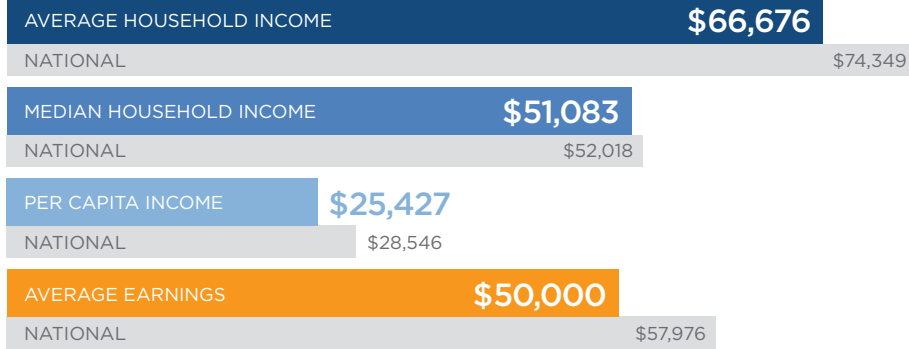 AVERAGE HOUSEHOLD INCOME $66,676
NATIONAL $74,349
MEDIAN HOUSEHOLD INCOME $51,083
NATIONAL $52,018
PER CAPITA INCOME $25,427
NATIONAL $28,546
AVERAGE EARNINGS $50,000
NATIONAL $57,976